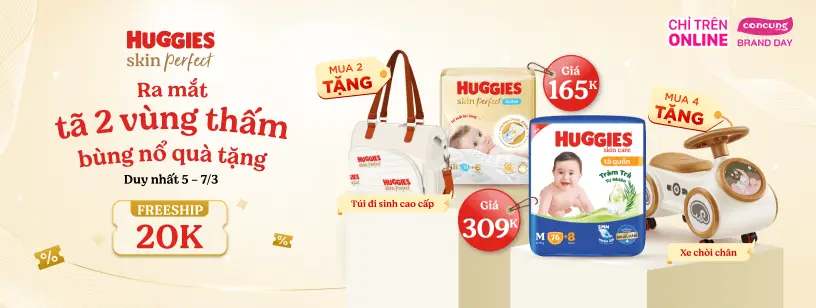 HUGGIES
skin perfect
Ra mắt
tã 2 vùng thấm
bùng nổ quà tặng
Duy nhất 5 – 7/3
FREESHIP
20K
MUA 2
TẶNG
HUGGIES
skin perfect
Túi đi sinh cao cấp
HUGGIES
skin perfect
Giá
165K
Giá
309K
HUGGIES
skin care
tã quần
Tràm Trà
Tự Nhiên
M
76+8
CHỈ TRÊN
ONLINE
concung
BRAND DAY
MUA 4
TẶNG
Xe chòi chân